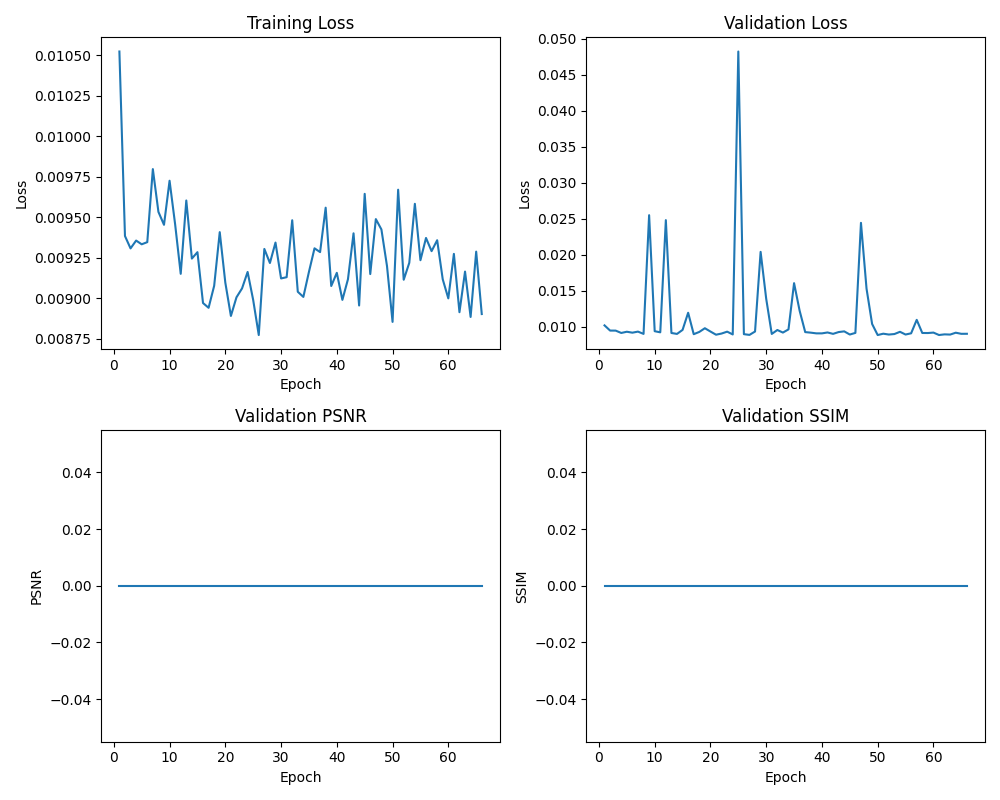 Training Loss
0.01050
0.01025
0.01000
0.00975
0.00950
0.00925
0.00900
0.00875
Loss
0 10 20 30 40 50 60
Epoch
Validation Loss
0.050
0.045
0.040
0.035
0.030
0.025
0.020
0.015
0.010
Loss
0 10 20 30 40 50 60
Epoch
Validation PSNR
0.04
0.02
0.00
−0.02
−0.04
PSNR
0 10 20 30 40 50 60
Epoch
Validation SSIM
0.04
0.02
0.00
−0.02
−0.04
SSIM
0 10 20 30 40 50 60
Epoch